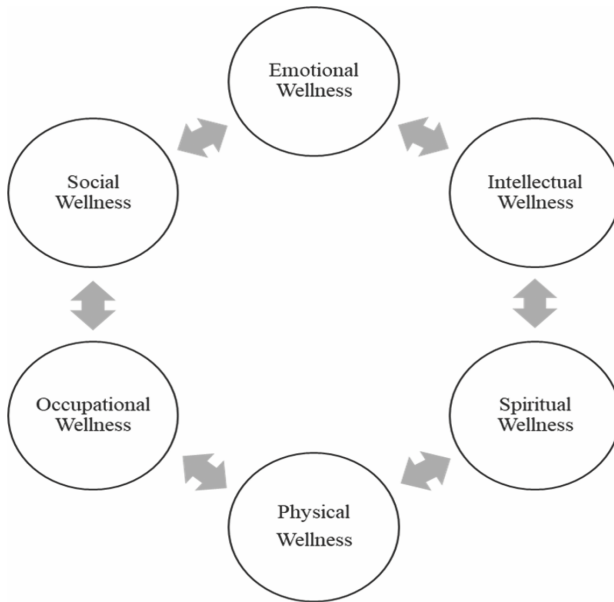 Emotional
Wellness
Social
Wellness
Intellectual
Wellness
Occupational
Wellness
Spiritual
Wellness
Physical
Wellness